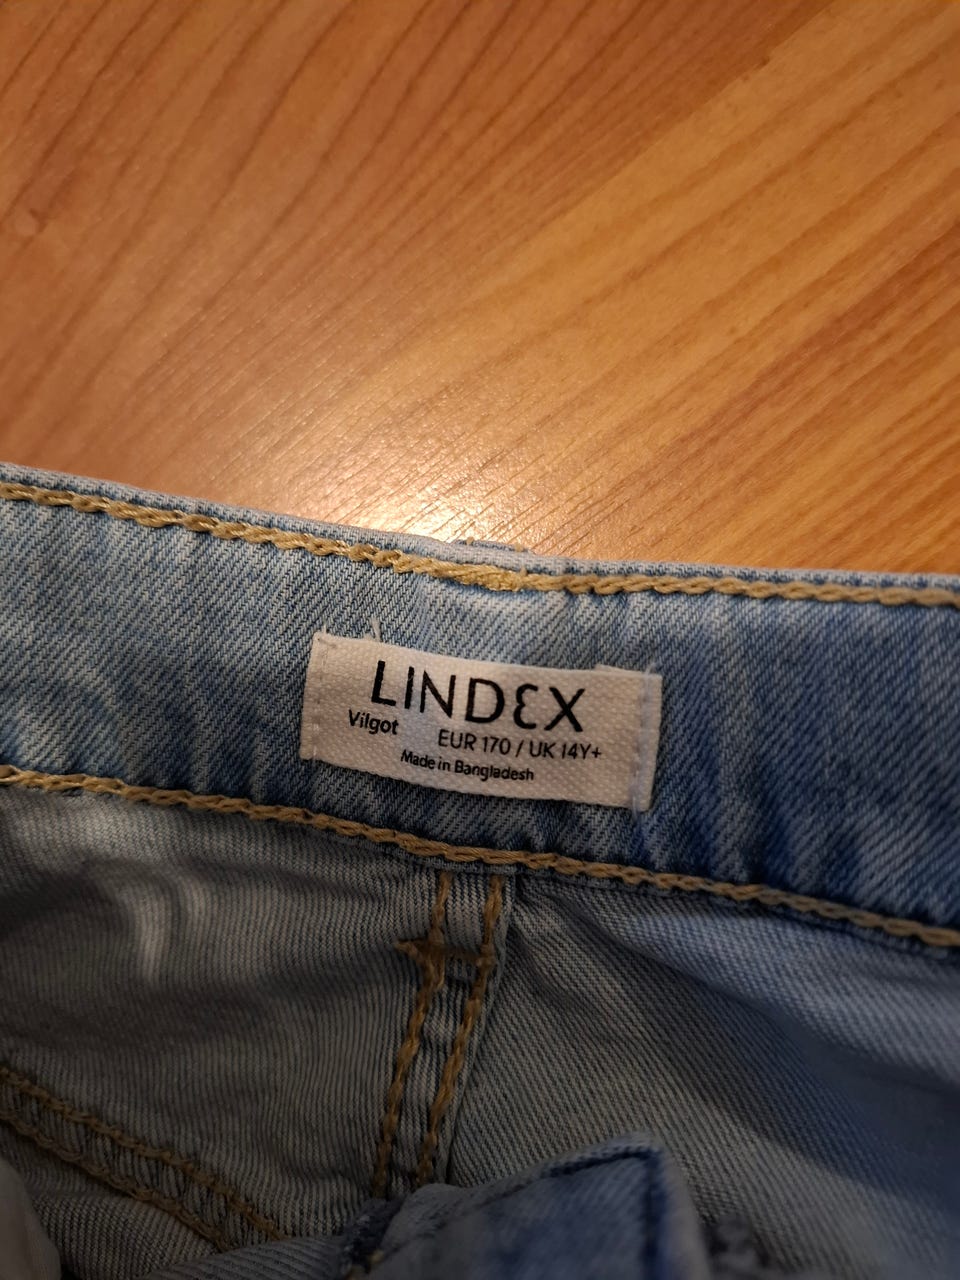 LINDEX
Vilgot
EUR 170 / UK 14Y+
Made in Bangladesh